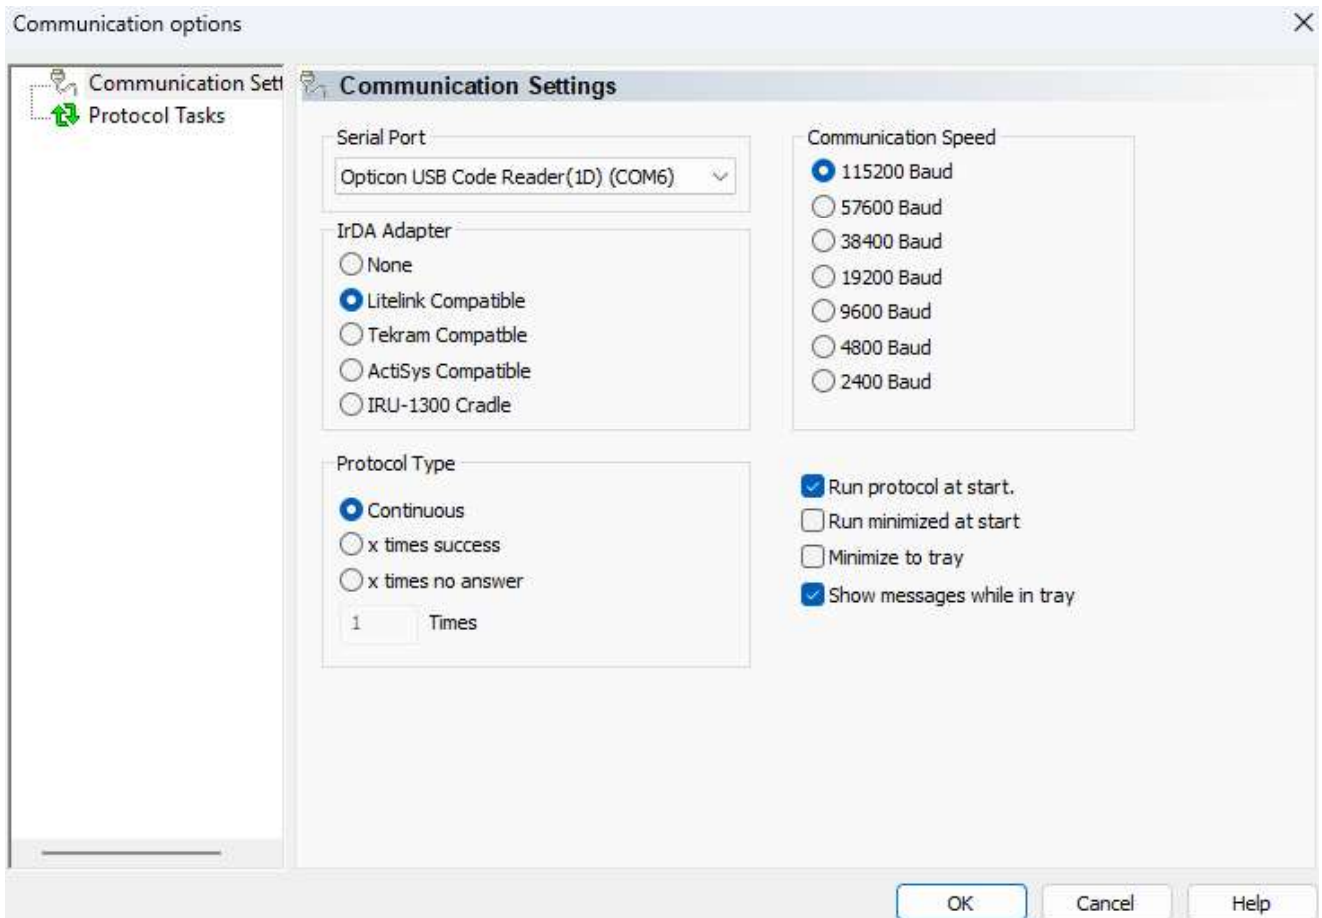 Communication options
Communication Sett
Protocol Tasks
Communication Settings
Serial Port
Opticon USB Code Reader(1D) (COM6)
IrDA Adapter
None
Litelink Compatible
Tekram Compatble
ActiSys Compatible
IRU-1300 Cradle
Communication Speed
115200 Baud
57600 Baud
38400 Baud
19200 Baud
9600 Baud
4800 Baud
2400 Baud
Protocol Type
Continuous
x times success
x times no answer
1 Times
Run protocol at start.
Run minimized at start
Minimize to tray
Show messages while in tray
OK Cancel Help